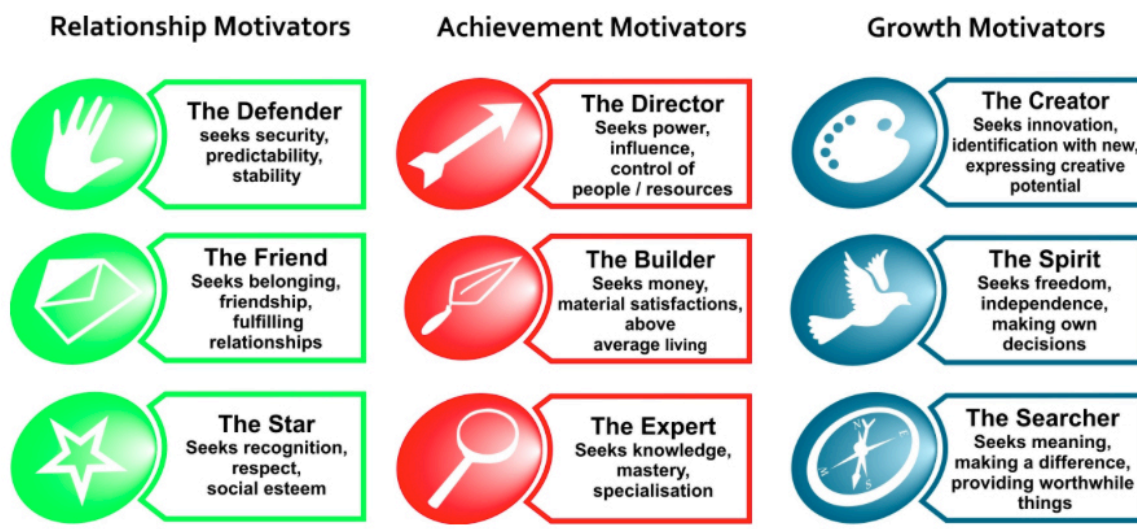 Relationship Motivators
The Defender
seeks security,
predictability,
stability
The Friend
Seeks belonging,
friendship,
fulfilling
relationships
The Star
Seeks recognition,
respect,
social esteem
Achievement Motivators
The Director
Seeks power,
influence,
control of
people / resources
The Builder
Seeks money,
material satisfactions,
above
average living
The Expert
Seeks knowledge,
mastery,
specialisation
Growth Motivators
The Creator
Seeks innovation,
identification with new,
expressing creative
potential
The Spirit
Seeks freedom,
independence,
making own
decisions
N
E
S
W
The Searcher
Seeks meaning,
making a difference,
providing worthwhile
things